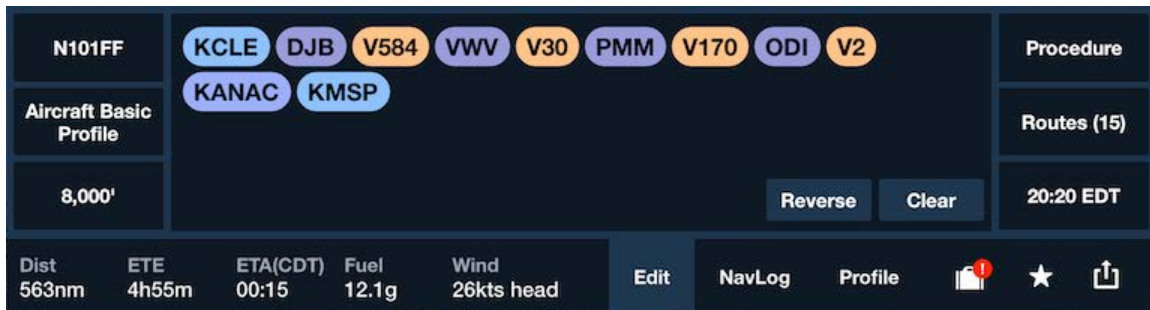 N101FF
Aircraft Basic
Profile
8,000'
KCLE DJB V584 VWV V30 PMM V170 ODI V2
KANAC KMSP
Reverse Clear
Procedure
Routes (15)
20:20 EDT
Dist ETE ETA(CDT) Fuel Wind
563nm 4h55m 00:15 12.1g 26kts head
Edit NavLog Profile !